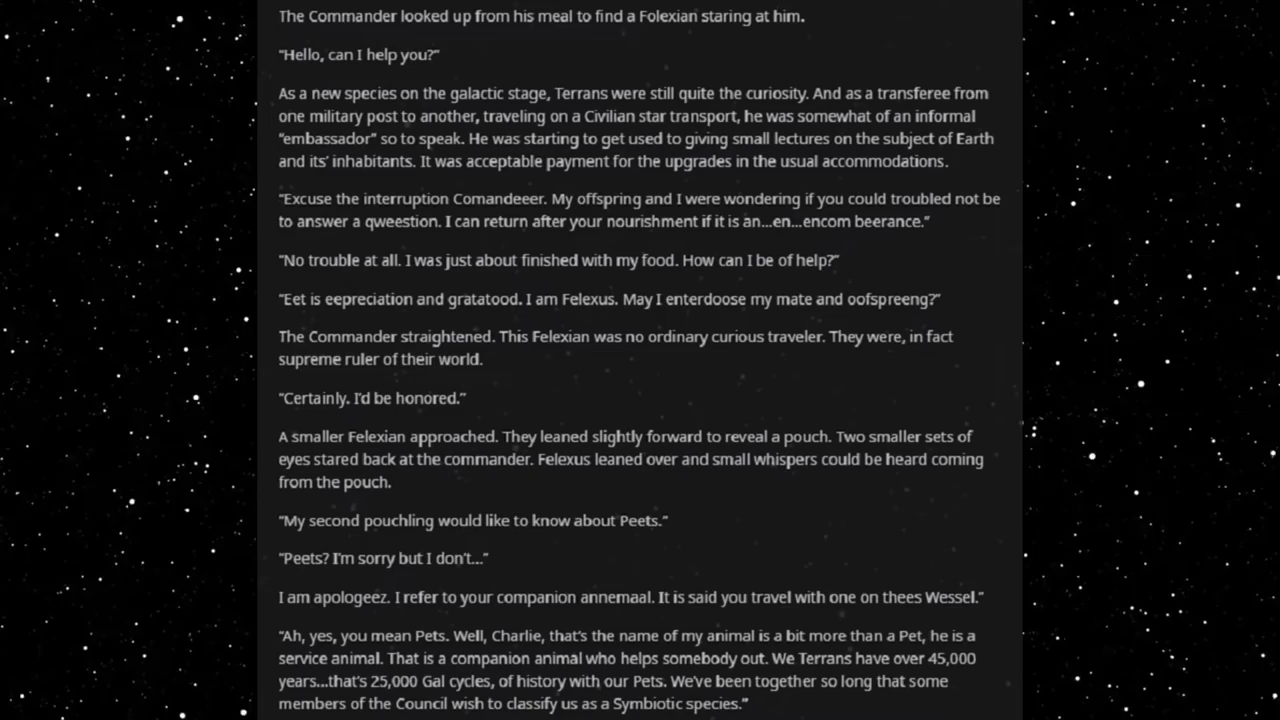 The Commander looked up from his meal to find a Folexian staring at him.
"Hello, can I help you?"
As a new species on the galactic stage, Terrans were still quite the curiosity. And as a transferee from
one military post to another, traveling on a Civilian star transport, he was somewhat of an informal
"embassador" so to speak. He was starting to get used to giving small lectures on the subject of Earth
and its' inhabitants. It was acceptable payment for the upgrades in the usual accommodations.
"Excuse the interruption Comandeeer. My offspring and I were wondering if you could troubled not be
to answer a qweestion. I can return after your nourishment if it is an...en...encom beerance."
"No trouble at all. I was just about finished with my food. How can I be of help?"
"Eet is eepreciation and gratatood. I am Felexus. May I enterdoose my mate and oofspreeng?"
The Commander straightened. This Felexian was no ordinary curious traveler. They were, in fact
supreme ruler of their world.
"Certainly. I'd be honored."
A smaller Felexian approached. They leaned slightly forward to reveal a pouch. Two smaller sets of
eyes stared back at the commander. Felexus leaned over and small whispers could be heard coming
from the pouch.
"My second pouchling would like to know about Peets."
"Peets? I'm sorry but I don't..."
I am apologeez. I refer to your companion annemaal. It is said you travel with one on thees Wessel."
"Ah, yes, you mean Pets. Well, Charlie, that's the name of my animal is a bit more than a Pet, he is a
service animal. That is a companion animal who helps somebody out. We Terrans have over 45,000
years...that's 25,000 Gal cycles, of history with our Pets. We've been together so long that some
members of the Council wish to classify us as a Symbiotic species."